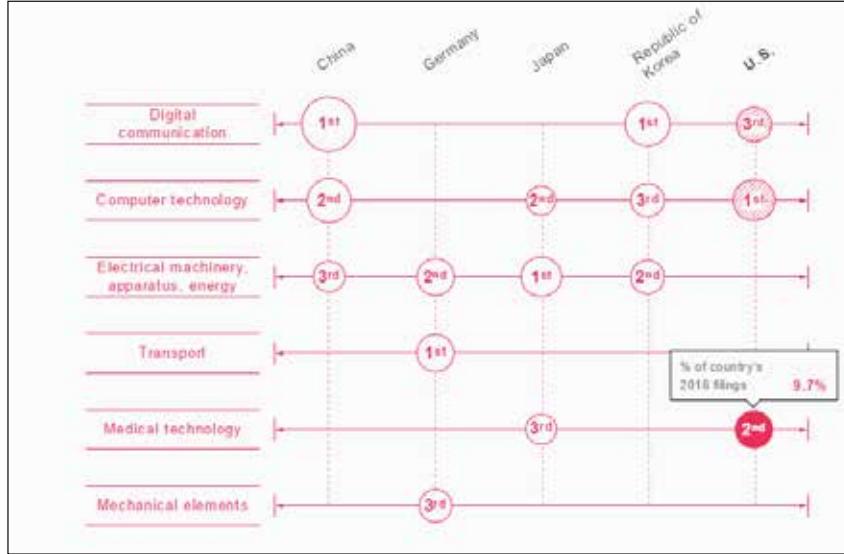 China
Germany
Japan
Republic of
Korea
U.S.
Digital
communication
1st
1st
3rd
Computer technology
2nd
2nd
3rd
1st
Electrical machinery,
apparatus, energy
3rd
2nd
1st
2nd
Transport
1st
% of country's
2016 filings 9.7%
Medical technology
3rd
2nd
Mechanical elements
3rd